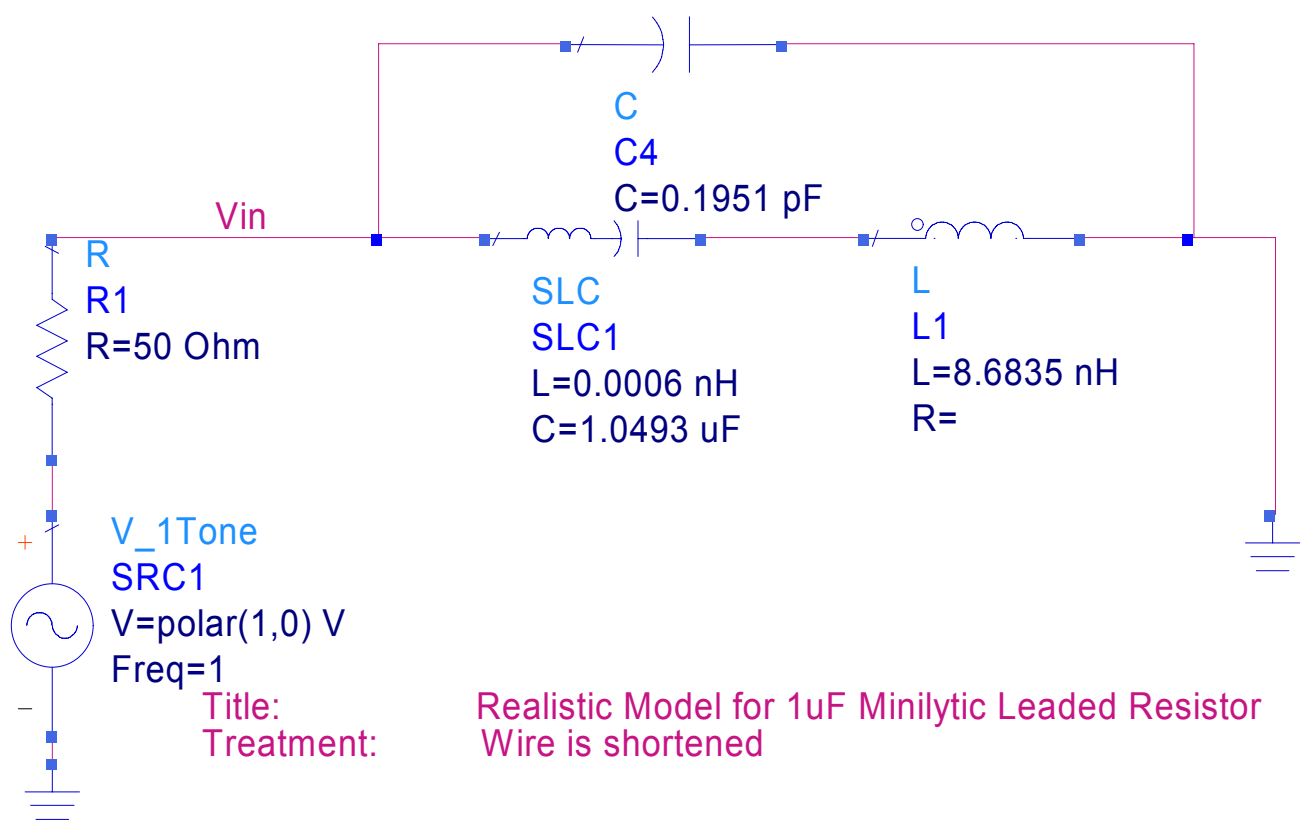 C
C4
C=0.1951 pF
Vin
R
R1
R=50 Ohm
SLC
SLC1
L=0.0006 nH
C=1.0493 uF
L
L1
L=8.6835 nH
R=
+
V_1Tone
SRC1
V=polar(1,0) V
Freq=1
−
Title: Realistic Model for 1uF Minilytic Leaded Resistor
Treatment: Wire is shortened